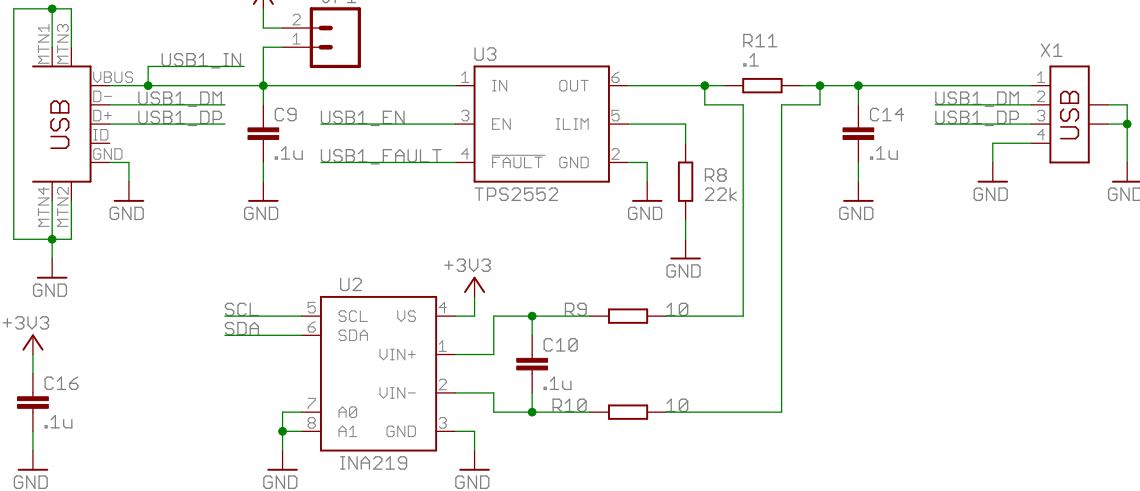 2
1
MTN1
MTN3
USB
VBUS
D-
D+
ID
GND
MTN4
MTN2
USB1_IN
USB1_DM
USB1_DP
GND
GND
C9
.1u
GND
USB1_EN
USB1_FAULT
U3
1
3
4
IN
EN
FAULT
OUT
ILIM
GND
6
5
2
TPS2552
GND
R8
22k
GND
R11
.1
C14
.1u
GND
X1
USB1_DM
USB1_DP
1
2
3
4
USB
GND
GND
+3V3
C16
.1u
GND
U2
SCL
SDA
5
6
7
8
SCL
SDA
A0
A1
VS
VIN+
VIN-
GND
4
1
2
3
INA219
+3V3
GND
GND
C10
.1u
R9
10
R10
10